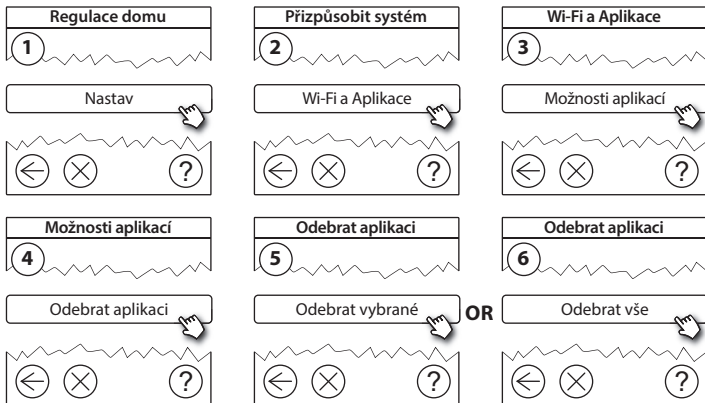 Regulace domu
1
Nastav
?
Přizpůsobit systém
2
Wi-Fi a Aplikace
?
Wi-Fi a Aplikace
3
Možnosti aplikací
?
Možnosti aplikací
4
Odebrat aplikaci
?
Odebrat aplikaci
5
Odebrat vybrané
?
OR
Odebrat aplikaci
6
Odebrat vše
?